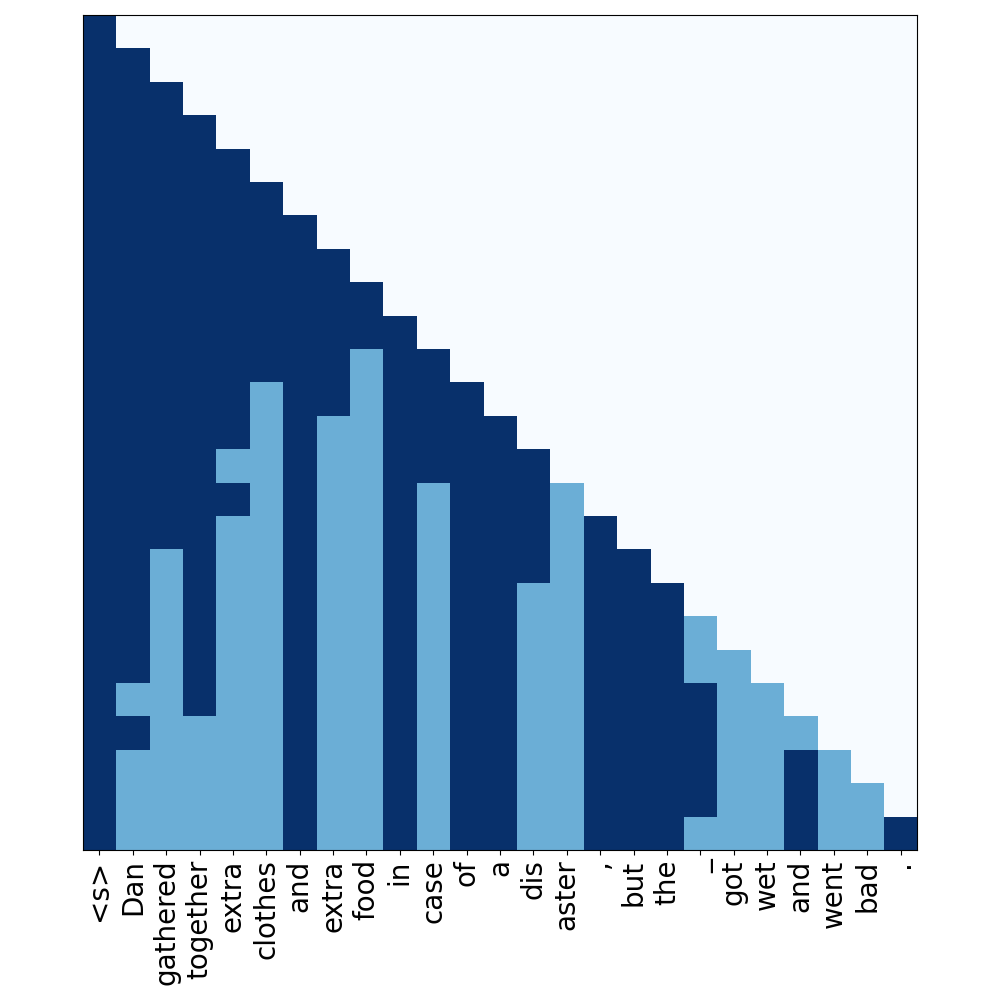 <s>
Dan
gathered
together
extra
clothes
and
extra
food
in
case
of
a
dis
aster
,
but
the
_
got
wet
and
went
bad
.